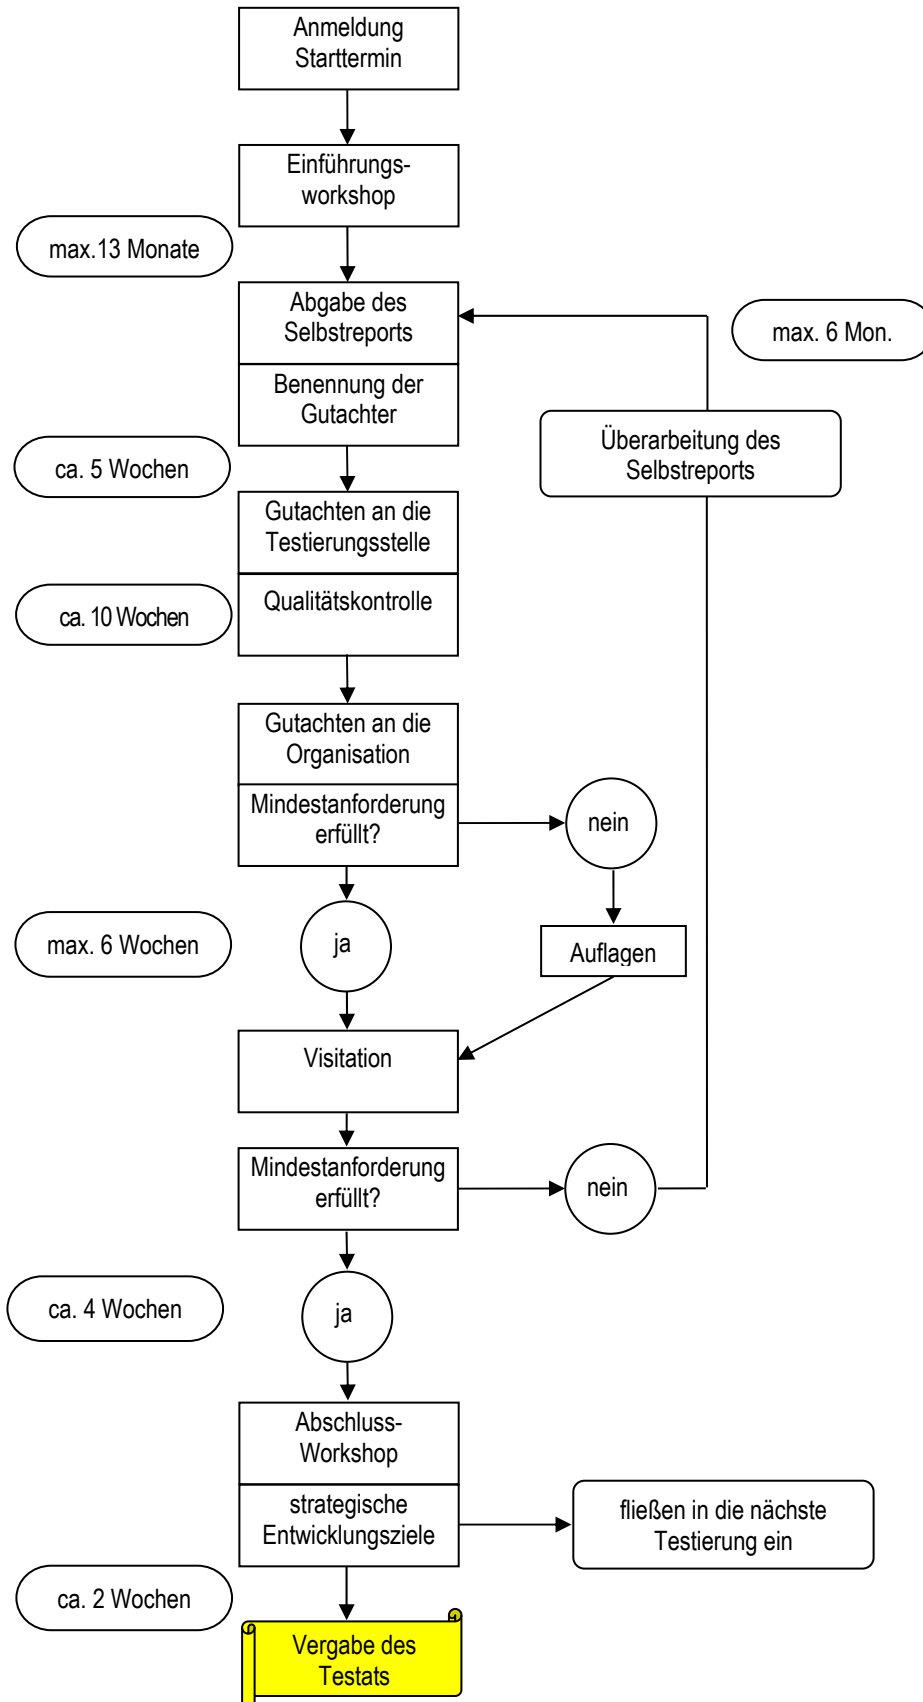 Anmeldung
Starttermin
Einführungs-
workshop
max.13 Monate
Abgabe des
Selbstreports
max. 6 Mon.
Benennung der
Gutachter
Überarbeitung des
Selbstreports
ca. 5 Wochen
Gutachten an die
Testierungsstelle
ca. 10 Wochen
Qualitätskontrolle
Gutachten an die
Organisation
Mindestanforderung
erfüllt?
nein
max. 6 Wochen
ja
Auflagen
Visitation
Mindestanforderung
erfüllt?
nein
ca. 4 Wochen
ja
Abschluss-
Workshop
strategische
Entwicklungsziele
fließen in die nächste
Testierung ein
ca. 2 Wochen
Vergabe des
Testats